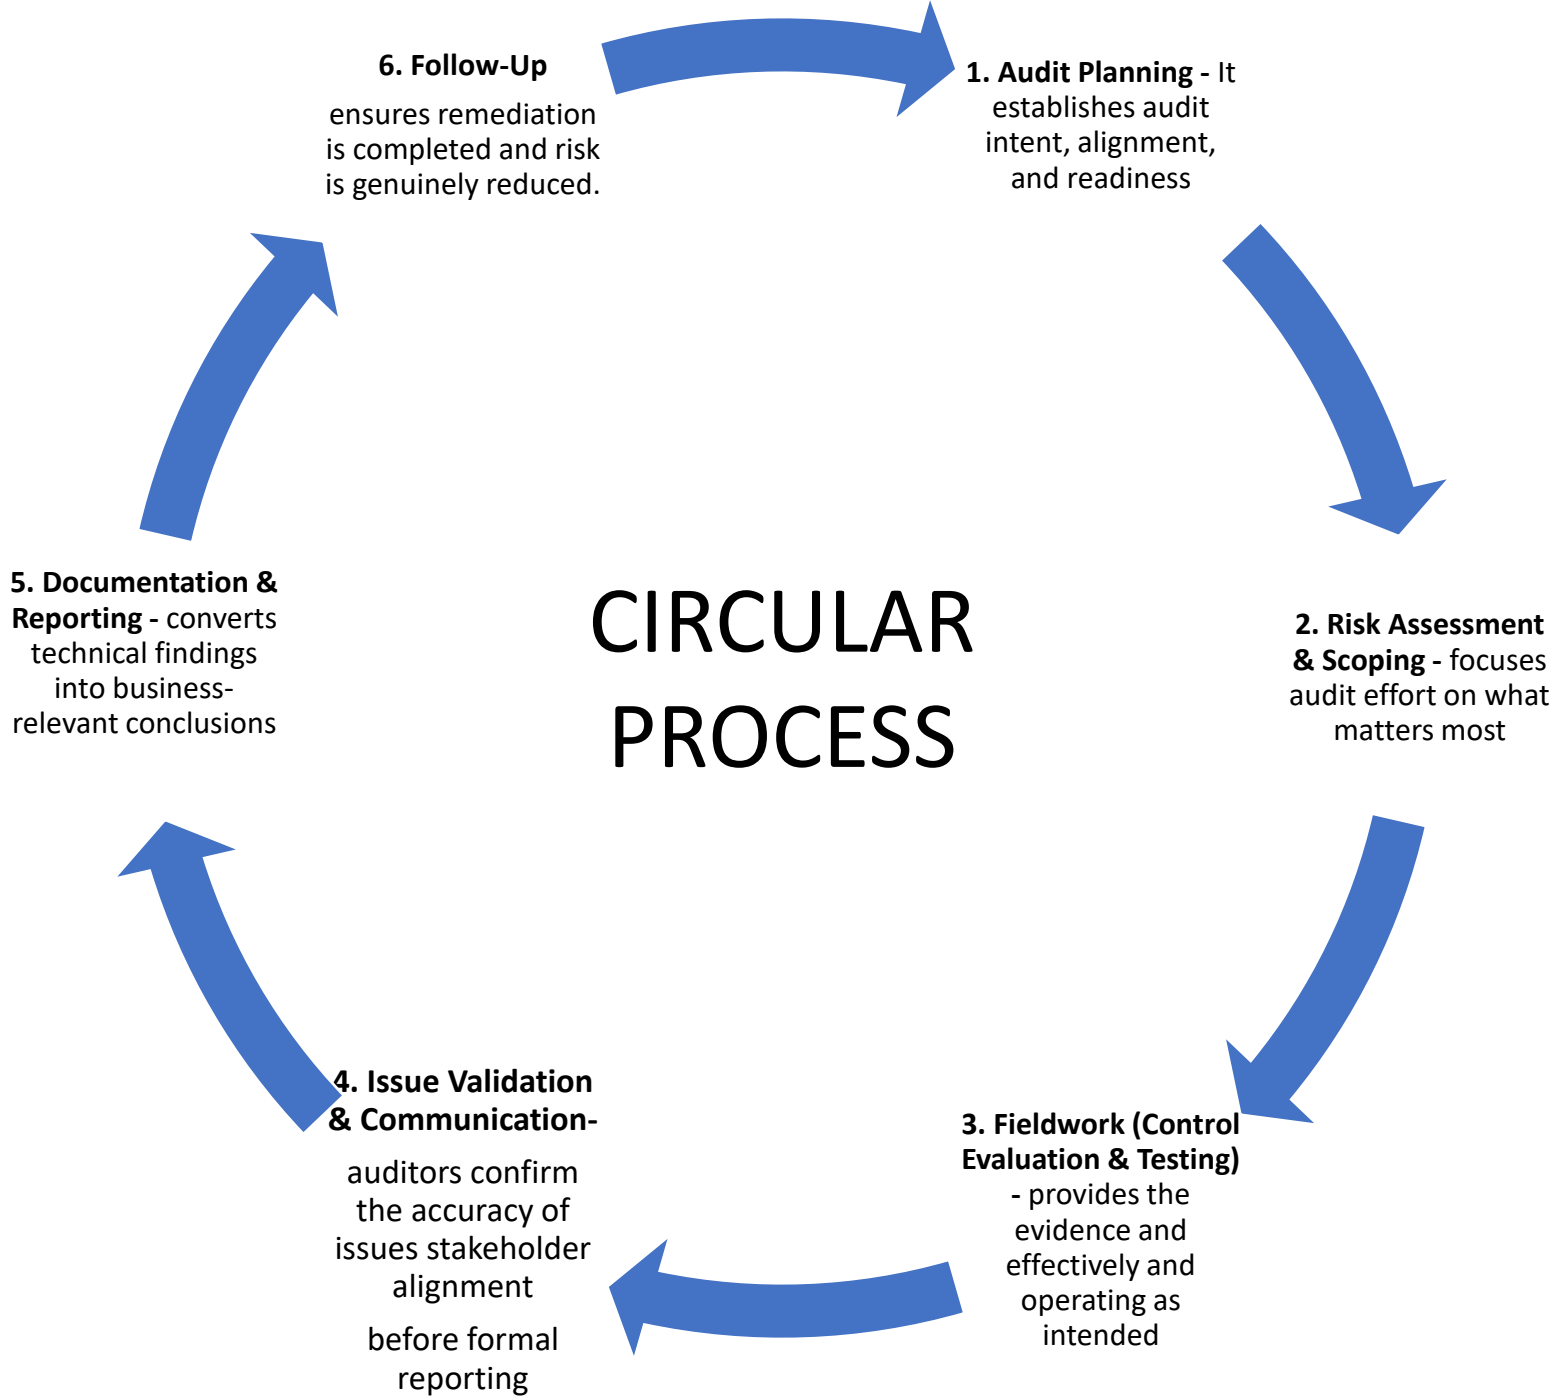 1. Audit Planning - It
establishes audit
intent, alignment,
and readiness
2. Risk Assessment
& Scoping - focuses
audit effort on what
matters most
3. Fieldwork (Control
Evaluation & Testing)
- provides the
evidence and
effectively and
operating as
intended
4. Issue Validation
& Communication-
auditors confirm
the accuracy of
issues stakeholder
alignment
before formal
reporting
5. Documentation &
Reporting - converts
technical findings
into business-
relevant conclusions
6. Follow-Up
ensures remediation
is completed and risk
is genuinely reduced.
CIRCULAR
PROCESS